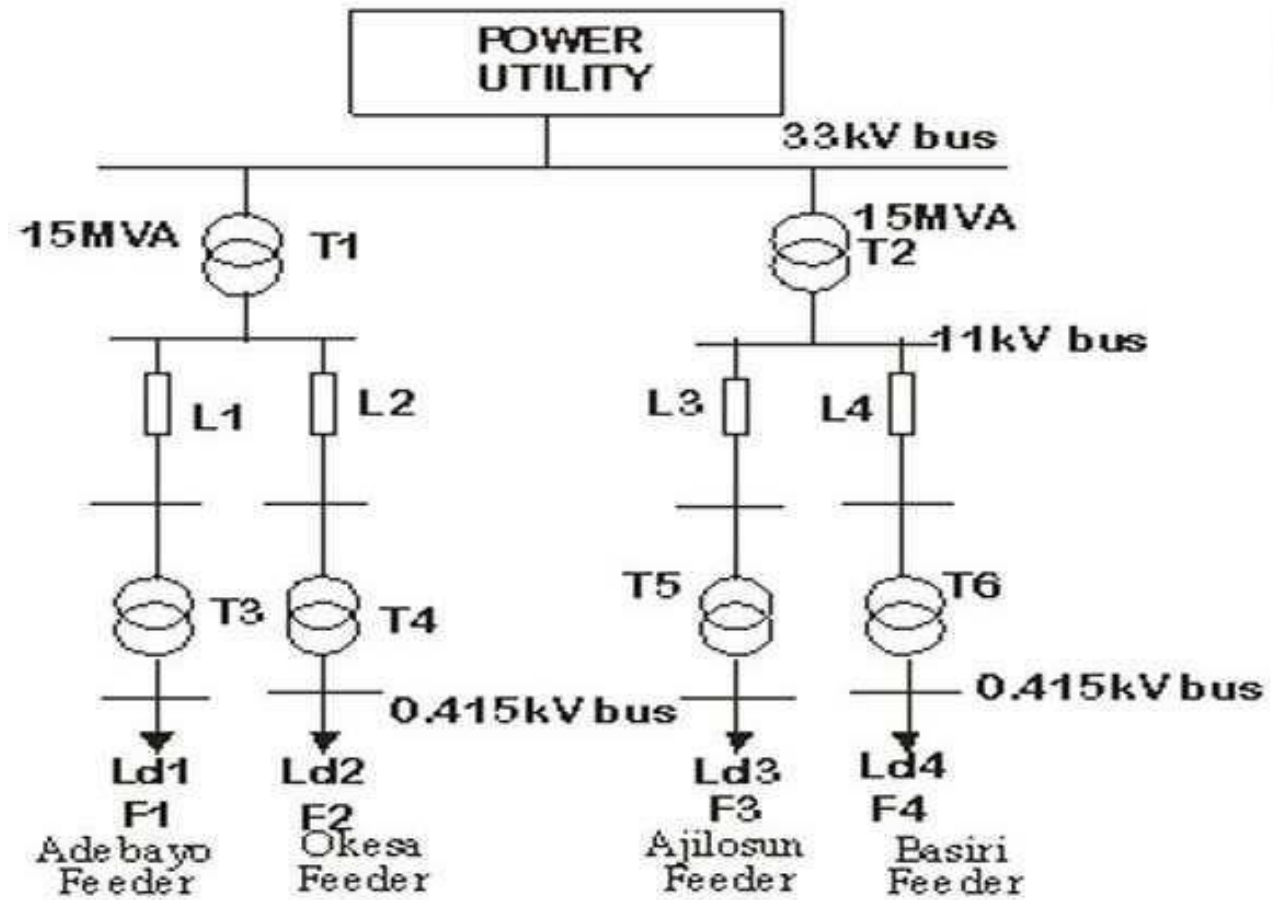 POWER
UTILITY
33kV bus
15MVA
T1
15MVA
T2
11kV bus
L1
L2
L3
L4
T3
T4
T5
T6
0.415kV bus
0.415kV bus
Ld1
F1
Adebayo
Feeder
Ld2
F2
Okesa
Feeder
Ld3
F3
Ajilosun
Feeder
Ld4
F4
Basiri
Feeder